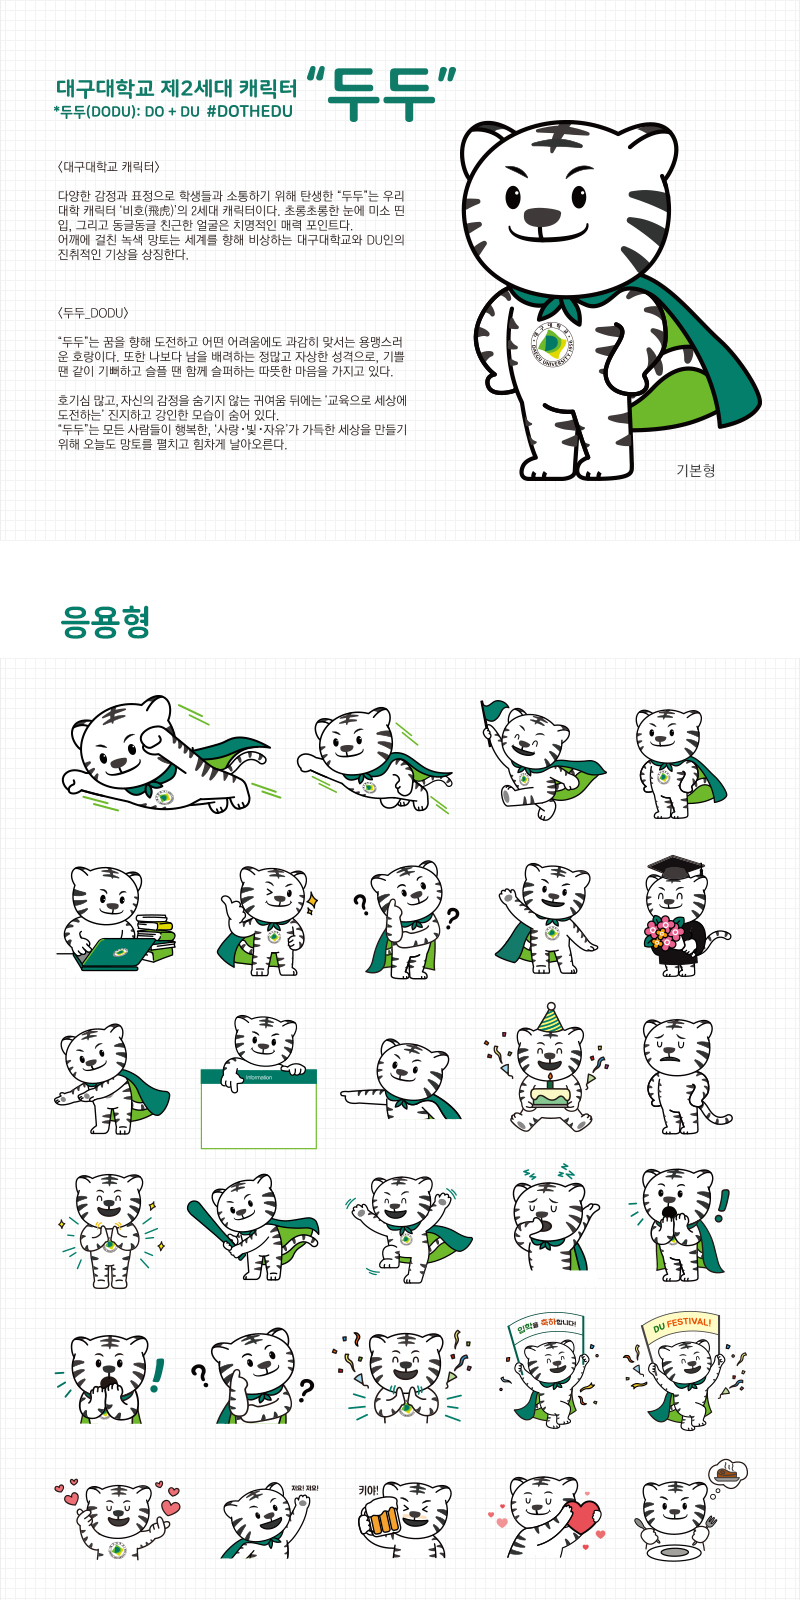 대구대학교 제2세대 캐릭터 “두두”
*두두(DODU): DO + DU #DOTHEDU
〈대구대학교 캐릭터〉
다양한 감정과 표정으로 학생들과 소통하기 위해 탄생한 “두두”는 우리
대학 캐릭터 ‘비호(飛虎)’의 2세대 캐릭터이다. 초롱초롱한 눈에 미소 띤
입, 그리고 동글동글 친근한 얼굴은 치명적인 매력 포인트다.
어깨에 걸친 녹색 망토는 세계를 향해 비상하는 대구대학교와 DU인의
진취적인 기상을 상징한다.
〈두두_DODU〉
“두두”는 꿈을 향해 도전하고 어떤 어려움에도 과감히 맞서는 용맹스러
운 호랑이다. 또한 나보다 남을 배려하는 정많고 자상한 성격으로, 기쁠
땐 같이 기뻐하고 슬플 땐 함께 슬퍼하는 따뜻한 마음을 가지고 있다.
호기심 많고, 자신의 감정을 숨기지 않는 귀여움 뒤에는 ‘교육으로 세상에
도전하는’ 진지하고 강인한 모습이 숨어 있다.
“두두”는 모든 사람들이 행복한, ‘사랑·빛·자유’가 가득한 세상을 만들기
위해 오늘도 망토를 펼치고 힘차게 날아오른다.
대구대학교
DAEGU UNIVERSITY
기본형
응용형
Information
입학을 축하합니다!
DU FESTIVAL!
저요! 저요!
캬아!